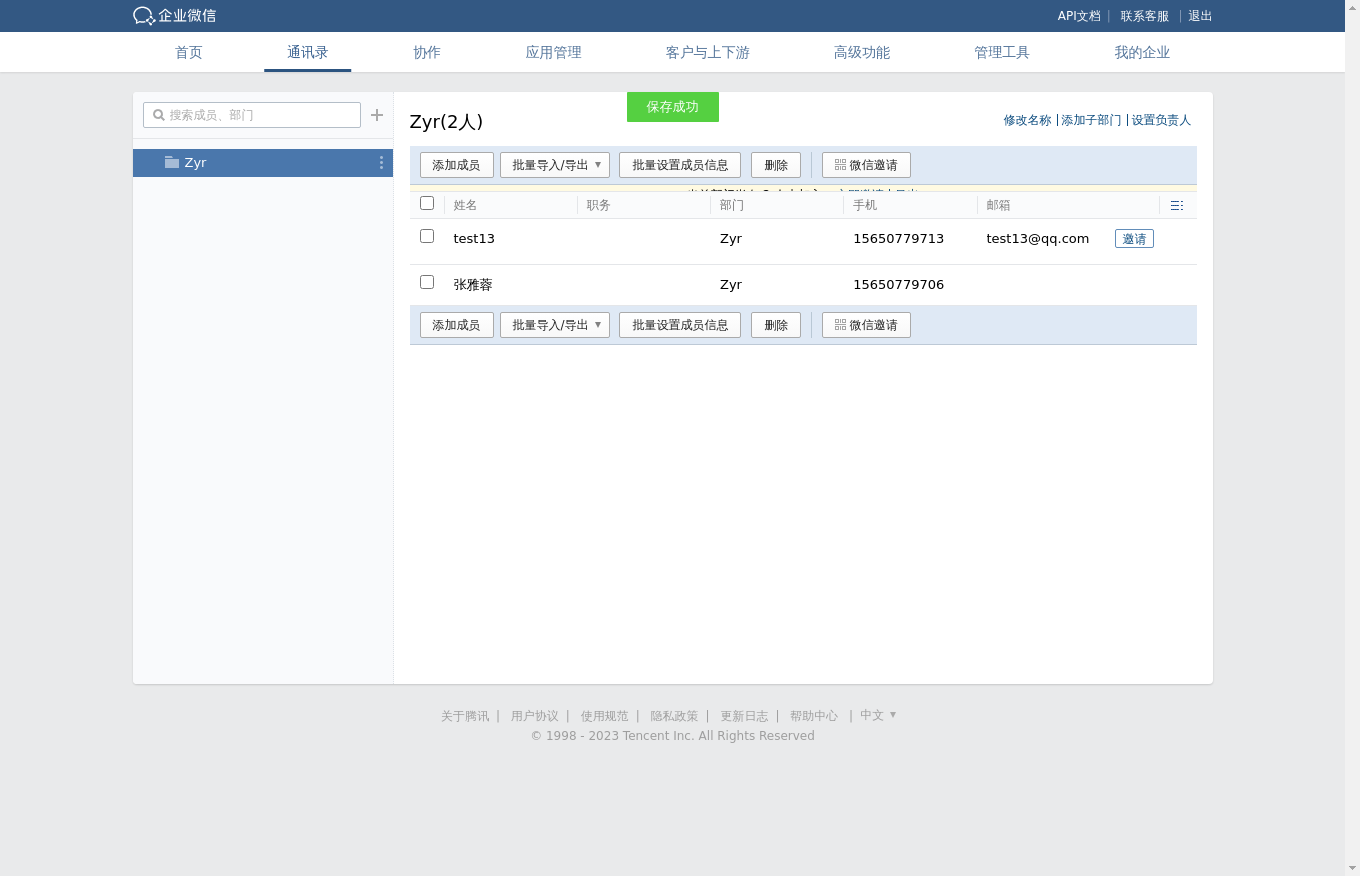 企业微信
API文档 | 联系客服 | 退出
首页 通讯录 协作 应用管理 客户与上下游 高级功能 管理工具 我的企业
保存成功
搜索成员、部门
Zyr
Zyr(2人)
修改名称 | 添加子部门 | 设置负责人
添加成员 批量导入/导出 批量设置成员信息 删除 微信邀请
姓名 职务 部门 手机 邮箱
test13 Zyr 15650779713 test13@qq.com 邀请
张雅蓉 Zyr 15650779706
添加成员 批量导入/导出 批量设置成员信息 删除 微信邀请
关于腾讯 | 用户协议 | 使用规范 | 隐私政策 | 更新日志 | 帮助中心 | 中文
© 1998 - 2023 Tencent Inc. All Rights Reserved